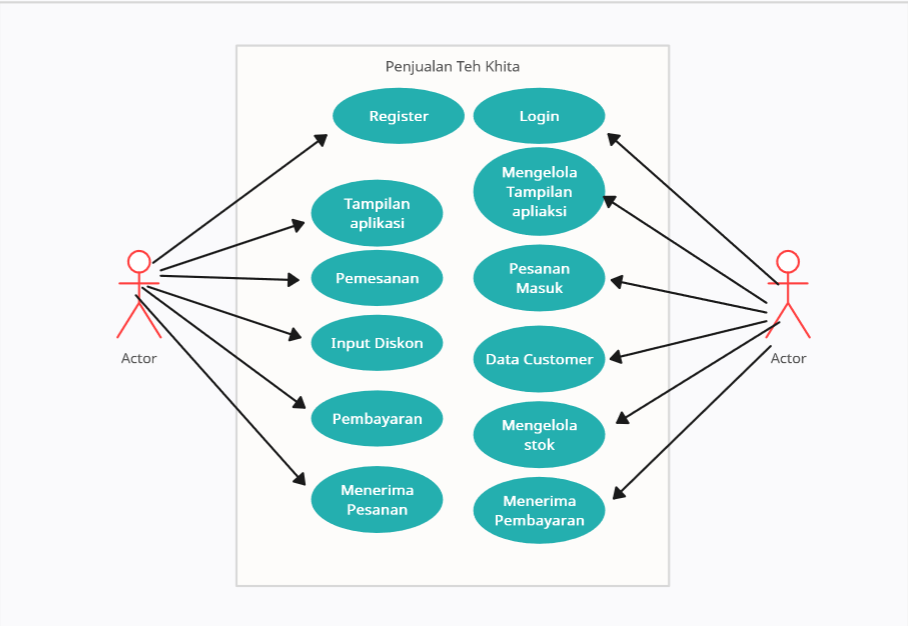 Penjualan Teh Khita
Register
Login
Mengelola
Tampilan
apliaksi
Tampilan
aplikasi
Pemesanan
Pesanan
Masuk
Input Diskon
Data Customer
Actor
Actor
Pembayaran
Mengelola
stok
Menerima
Pesanan
Menerima
Pembayaran